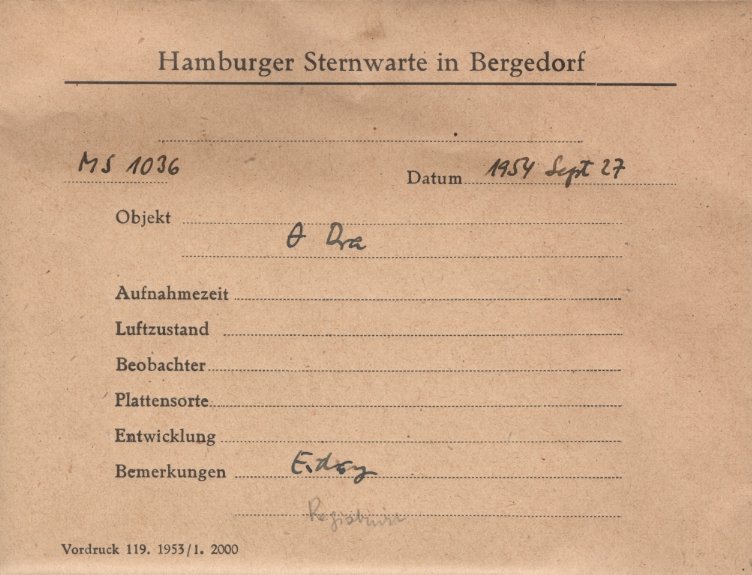 Hamburger Sternwarte in Bergedorf
MS 1036
Datum 1954 Sept 27
Objekt
θ Dra
Aufnahmezeit
Luftzustand
Beobachter
Plattensorte
Entwicklung
Bemerkungen
Vordruck 119. 1953/1. 2000